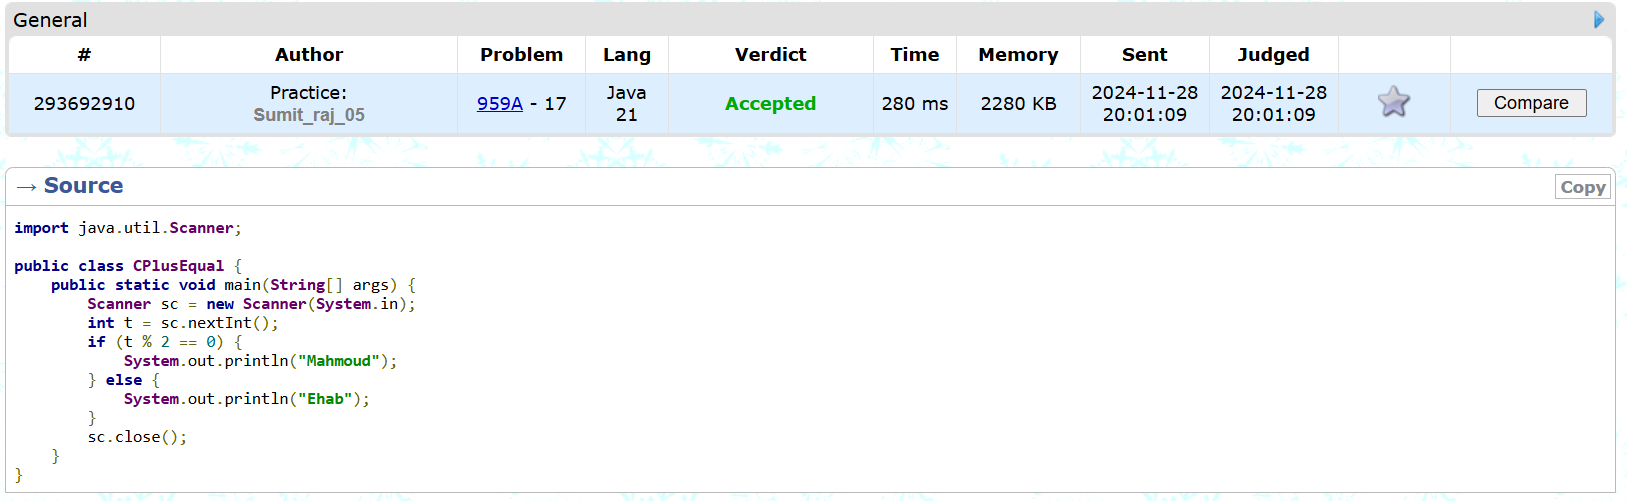 General
# Author Problem Lang Verdict Time Memory Sent Judged
293692910 Practice: Sumit_raj_05 959A - 17 Java 21 Accepted 280 ms 2280 KB 2024-11-28 20:01:09 2024-11-28 20:01:09 Compare
→ Source Copy
import java.util.Scanner;

public class CPlusEqual {
    public static void main(String[] args) {
        Scanner sc = new Scanner(System.in);
        int t = sc.nextInt();
        if (t % 2 == 0) {
            System.out.println("Mahmoud");
        } else {
            System.out.println("Ehab");
        }
        sc.close();
    }
}